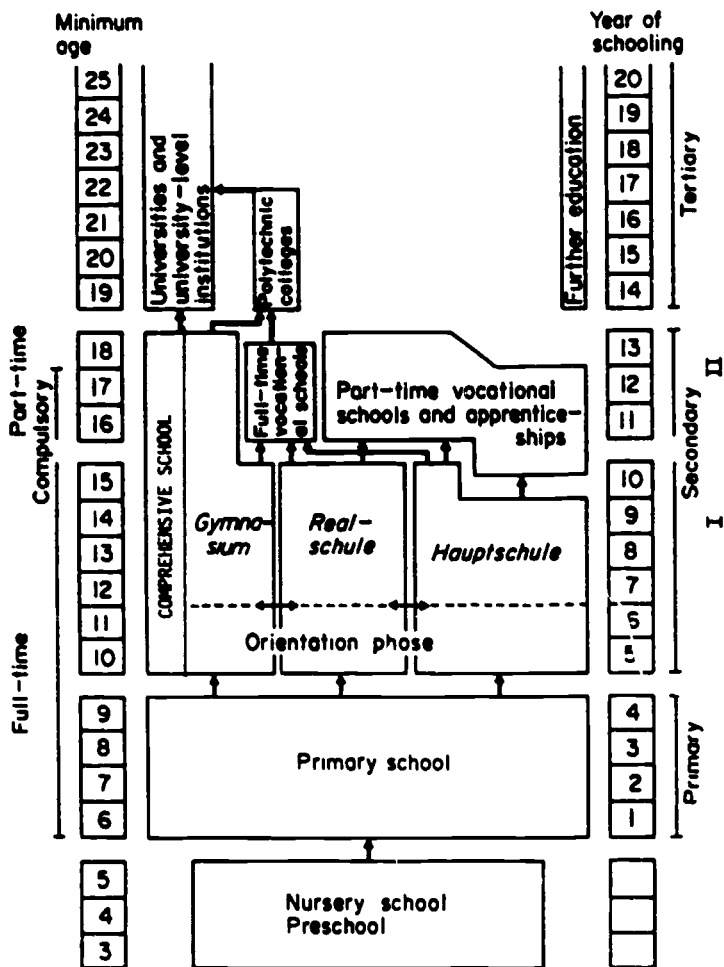 Minimum
age
Year of
schooling
25
24
23
22
21
20
19
18
17
16
15
14
13
12
11
10
9
8
7
6
5
4
3
Part-time
Compulsory
Full-time
Universities and
university-level
institutions
Polytechnic
colleges
Further education
Full-time
vocation-
al schools
Part-time vocational
schools and apprentice-
ships
COMPREHENSIVE SCHOOL
Gymna-
sium
Real-
schule
Hauptschule
Orientation phase
Primary school
Nursery school
Preschool
20
19
18
17
16
15
14
13
12
11
10
9
8
7
6
5
4
3
2
1
Tertiary
Secondary
II
I
Primary